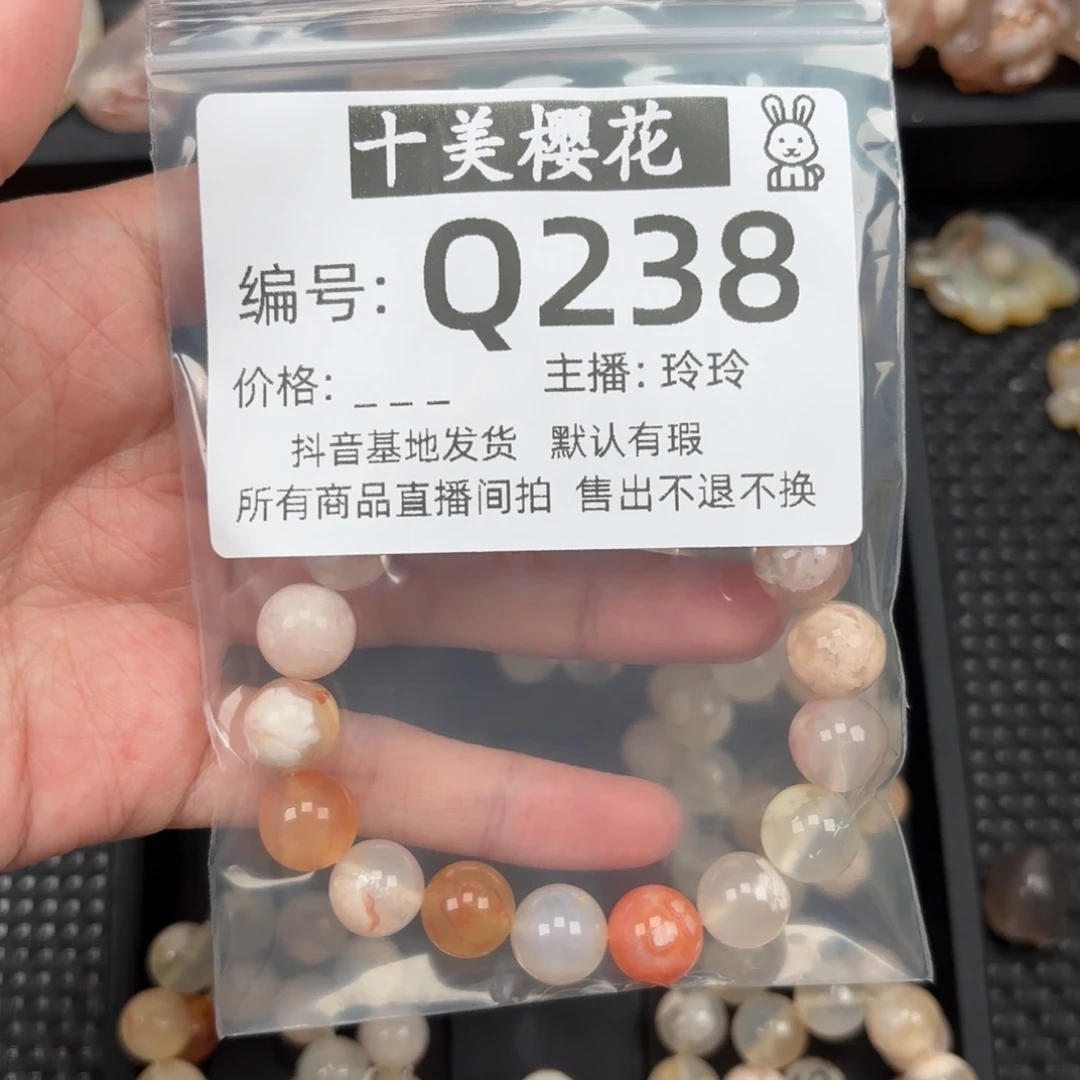 十美樱花
编号: Q238
价格: _ _ _ 主播: 玲玲
抖音基地发货 默认有瑕
所有商品直播间拍 售出不退不换